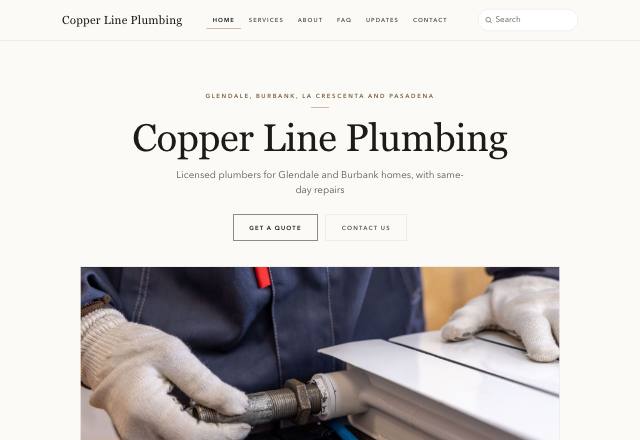 Copper Line Plumbing
HOME SERVICES ABOUT FAQ UPDATES CONTACT
Search
GLENDALE, BURBANK, LA CRESCENTA AND PASADENA
Copper Line Plumbing
Licensed plumbers for Glendale and Burbank homes, with same-
day repairs
GET A QUOTE CONTACT US